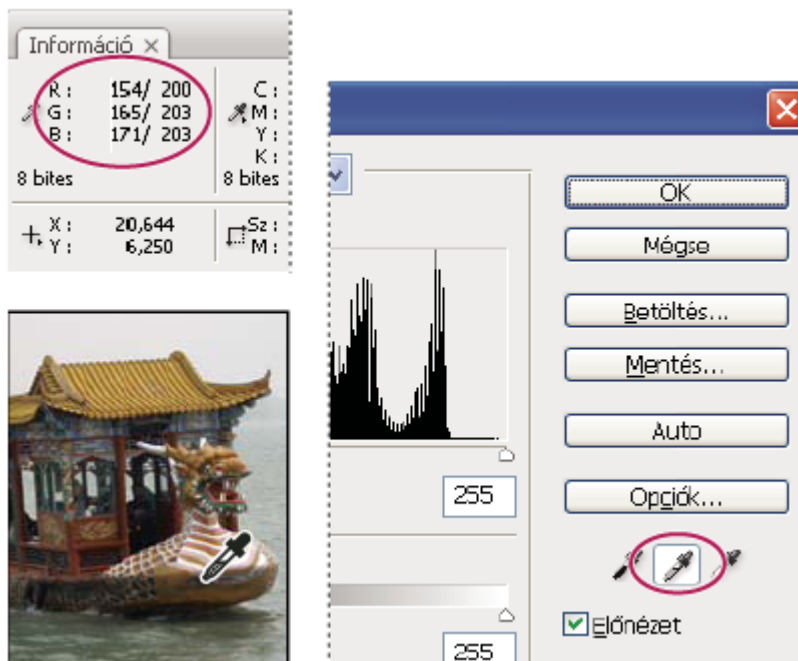 Információ
R : 154/ 200 C :
G : 165/ 203 M :
B : 171/ 203 Y :
K :
8 bites 8 bites
X : 20,644 Sz :
Y : 6,250 M :
OK
Mégse
Betöltés...
Mentés...
Auto
255
Opciók...
Előnézet
255